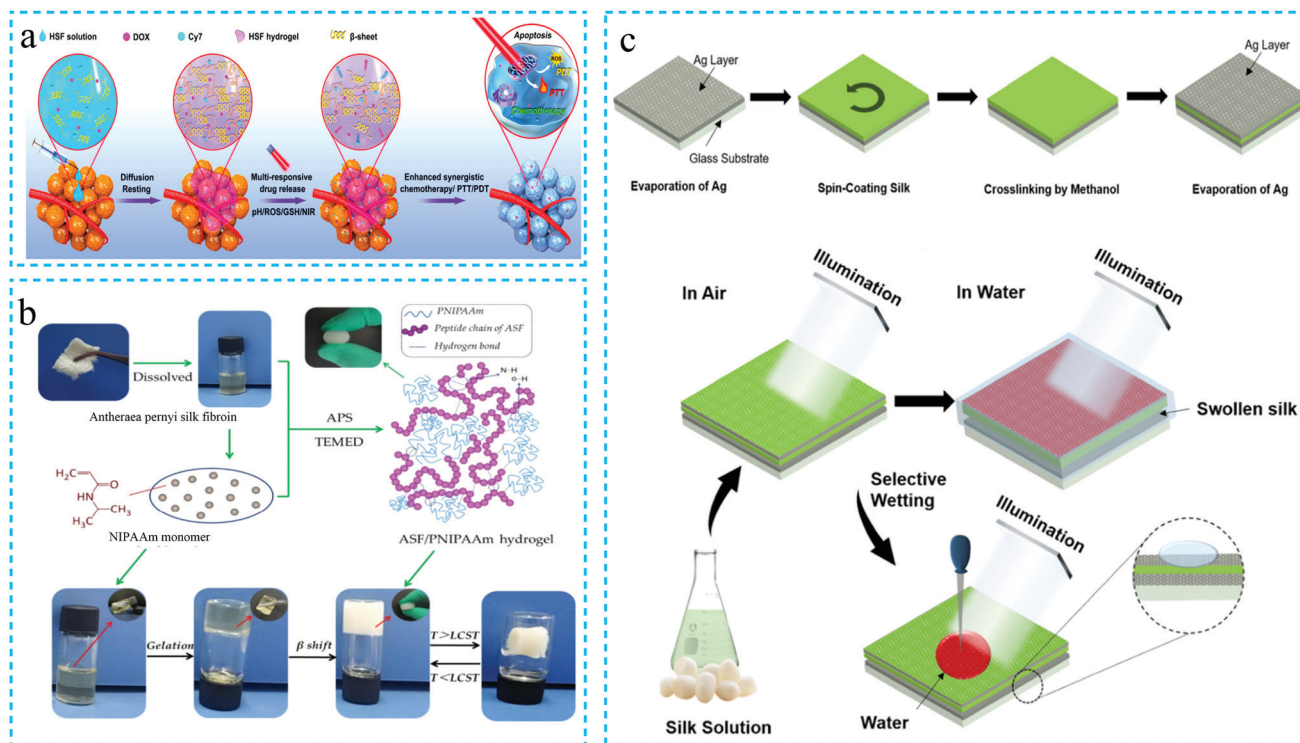 a
HSF solution
DOX
Cy7
HSF hydrogel
β-sheet
Apoptosis
ROS
PDT
PTT
Chemotherapy
Diffusion
Resting
Multi-responsive
drug release
pH/ROS/GSH/NIR
Enhanced synergistic
chemotherapy/ PTT/PDT
b
Dissolved
Antheraea pernyi silk fibroin
APS
TEMED
PNIPAAm
Peptide chain of ASF
Hydrogen bond
N·H
O-H
H₂C
O
HN
H₃C
CH₃
NIPAAm monomer
ASF/PNIPAAm hydrogel
Gelation
β shift
T>LCST
T<LCST
c
Ag Layer
Glass Substrate
Ag Layer
Evaporation of Ag
Spin-Coating Silk
Crosslinking by Methanol
Evaporation of Ag
In Air
Illumination
In Water
Illumination
Swollen silk
Selective
Wetting
Illumination
Silk Solution
Water